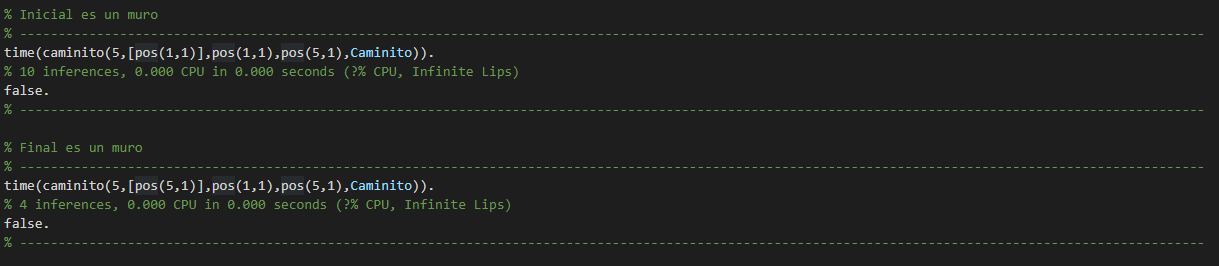 % Inicial es un muro
% ----------------------------------------------------------------------------------------------------------------------------------------------------
time(caminito(5,[pos(1,1)],pos(1,1),pos(5,1),Caminito)).
% 10 inferences, 0.000 CPU in 0.000 seconds (?% CPU, Infinite Lips)
false.
% ----------------------------------------------------------------------------------------------------------------------------------------------------
% Final es un muro
% ----------------------------------------------------------------------------------------------------------------------------------------------------
time(caminito(5,[pos(5,1)],pos(1,1),pos(5,1),Caminito)).
% 4 inferences, 0.000 CPU in 0.000 seconds (?% CPU, Infinite Lips)
false.
% ----------------------------------------------------------------------------------------------------------------------------------------------------